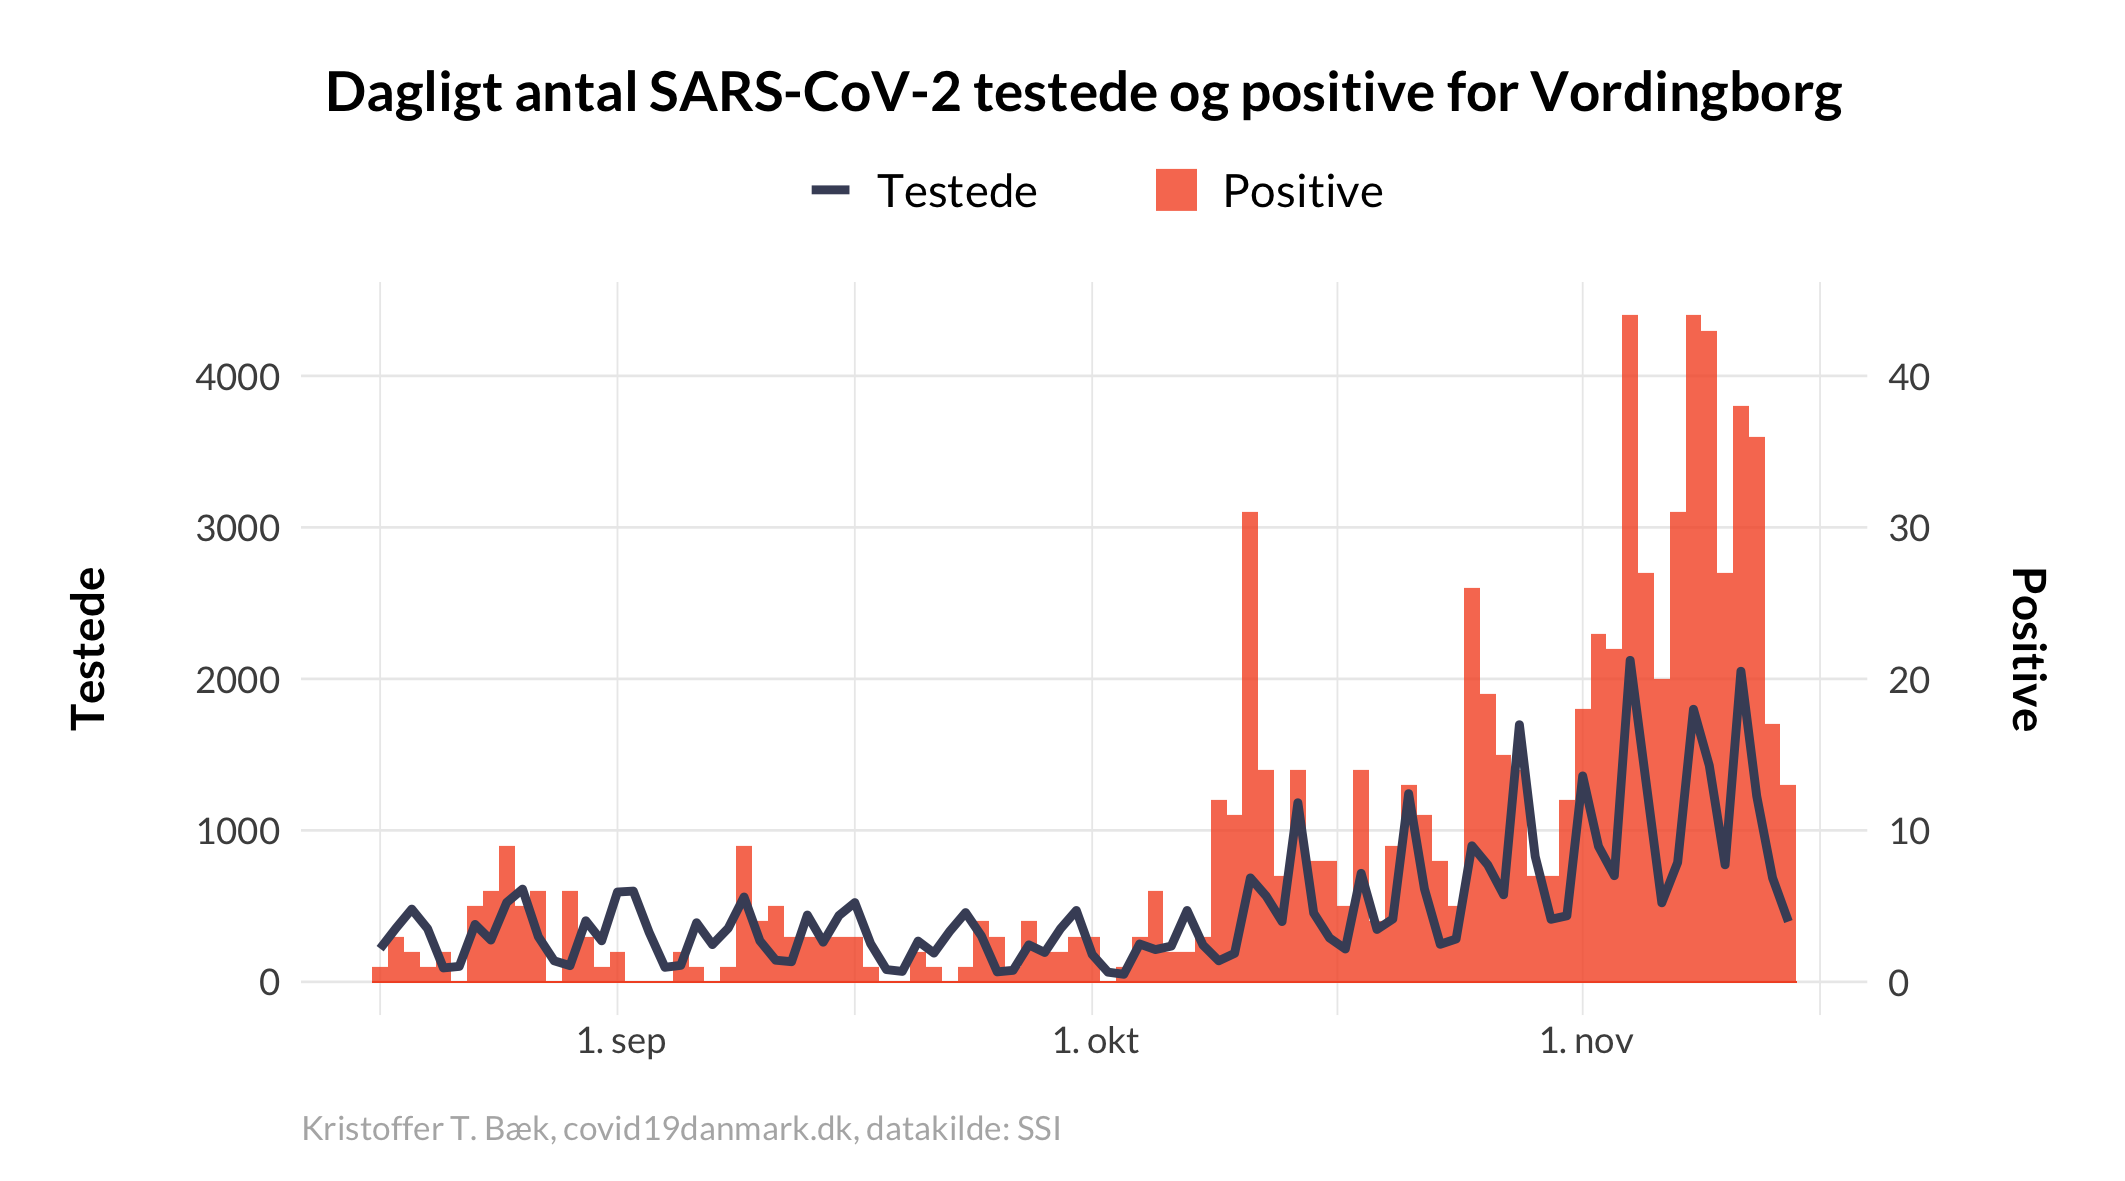 Dagligt antal SARS-CoV-2 testede og positive for Vordingborg
Testede
Positive
4000
3000
2000
1000
0
Testede
40
30
20
10
0
Positive
1. sep
1. okt
1. nov
Kristoffer T. Bæk, covid19danmark.dk, datakilde: SSI